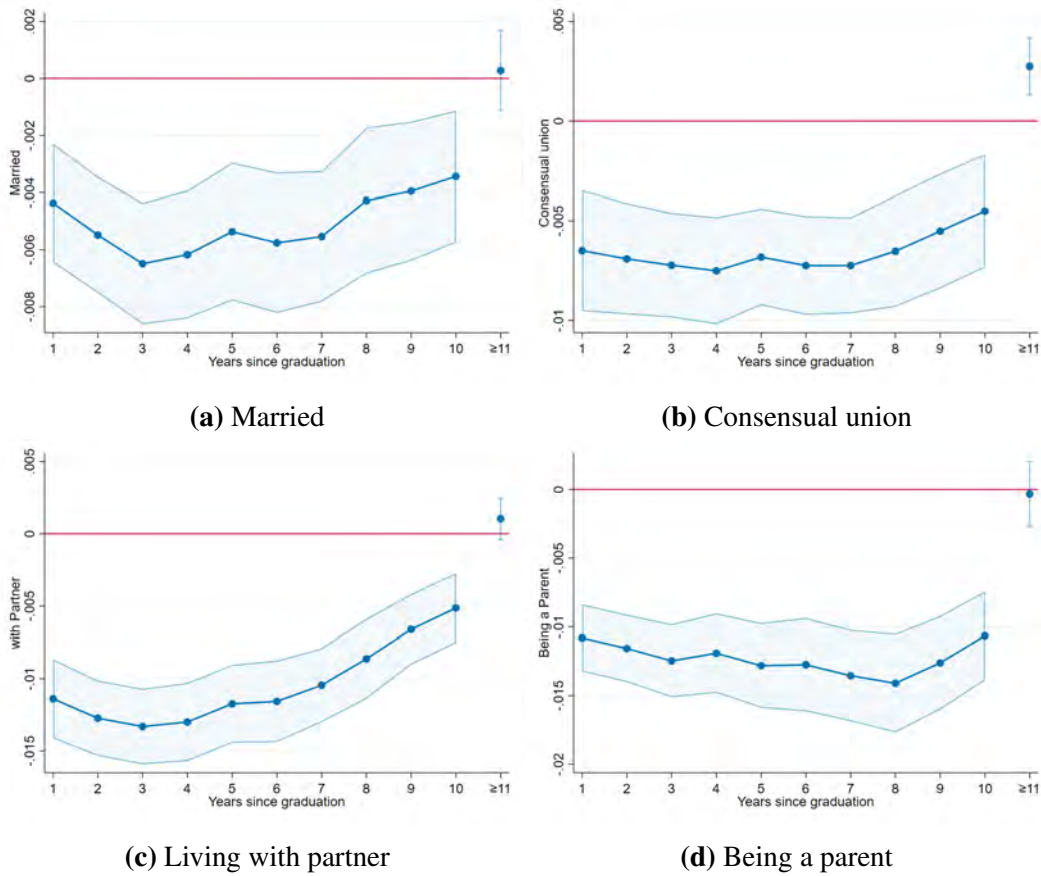 .002
0
-.002
-.004
-.006
-.008
Married
1 2 3 4 5 6 7 8 9 10 ≥11
Years since graduation
(a) Married
.005
0
-.005
-.01
Consensual union
1 2 3 4 5 6 7 8 9 10 ≥11
Years since graduation
(b) Consensual union
.005
0
-.005
-.01
-.015
with Partner
1 2 3 4 5 6 7 8 9 10 ≥11
Years since graduation
(c) Living with partner
0
-.005
-.01
-.015
-.02
Being a Parent
1 2 3 4 5 6 7 8 9 10 ≥11
Years since graduation
(d) Being a parent